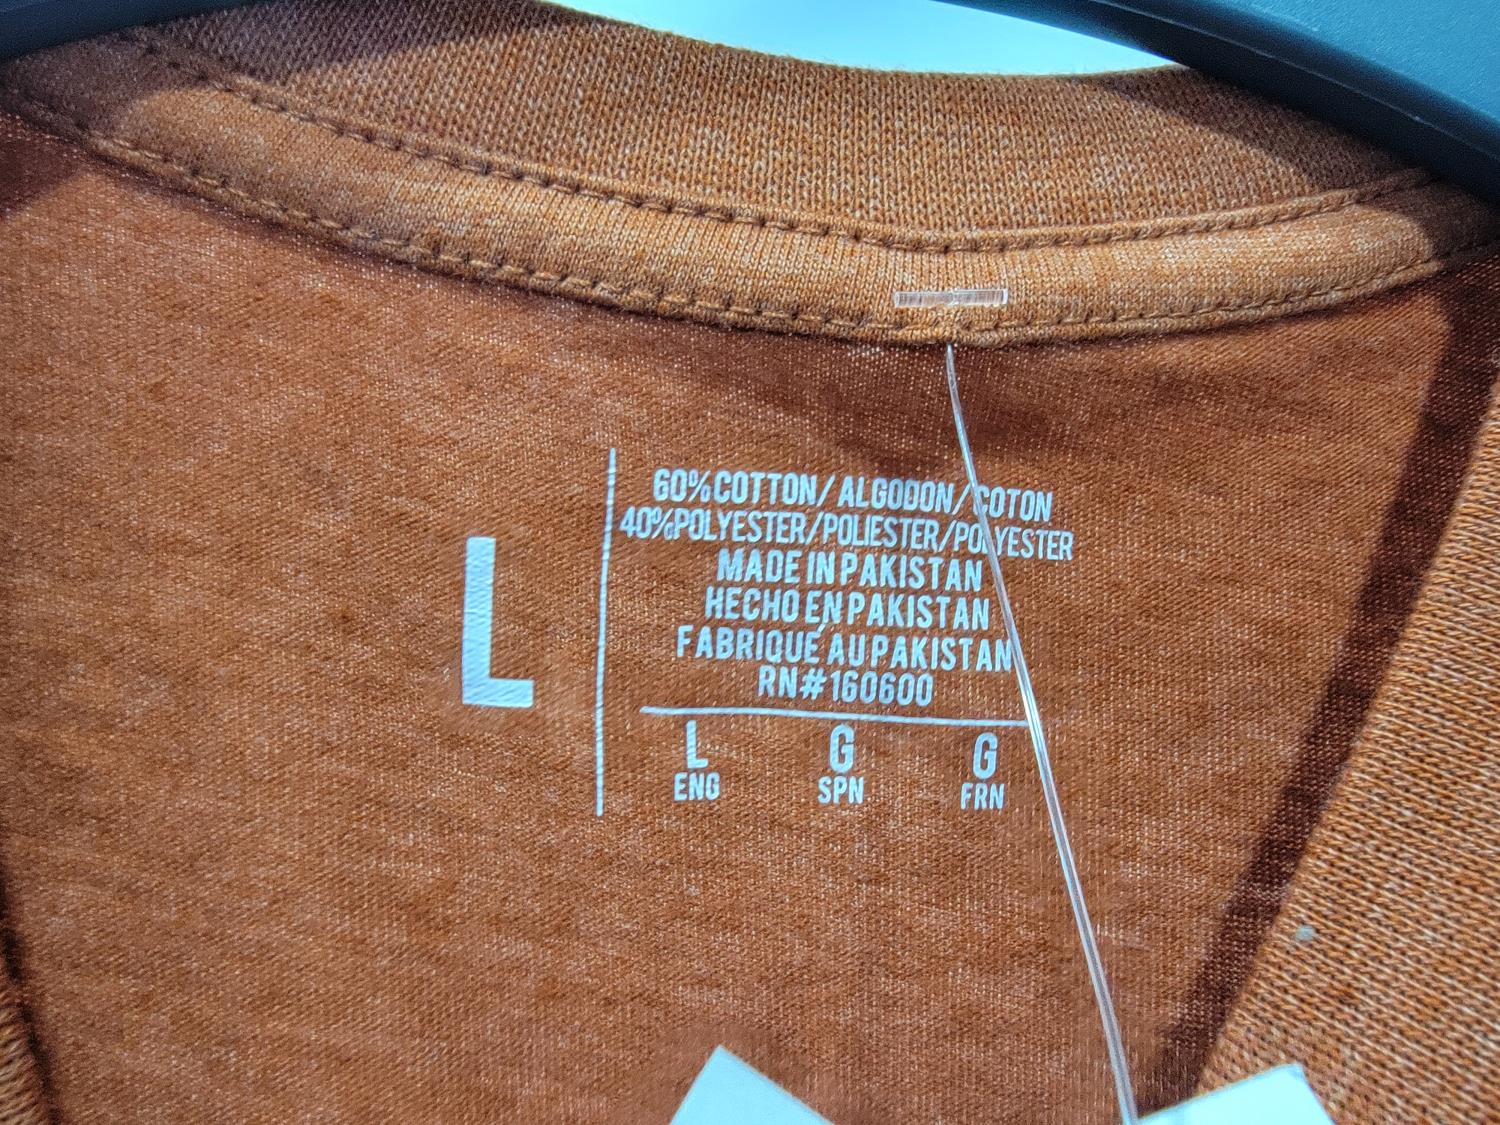 L
60%COTTON/ALGODON/COTON
40%POLYESTER/POLIESTER/POLYESTER
MADE IN PAKISTAN
HECHO EN PAKISTAN
FABRIQUÉ AU PAKISTAN
RN#160600
L G G
ENG SPN FRN